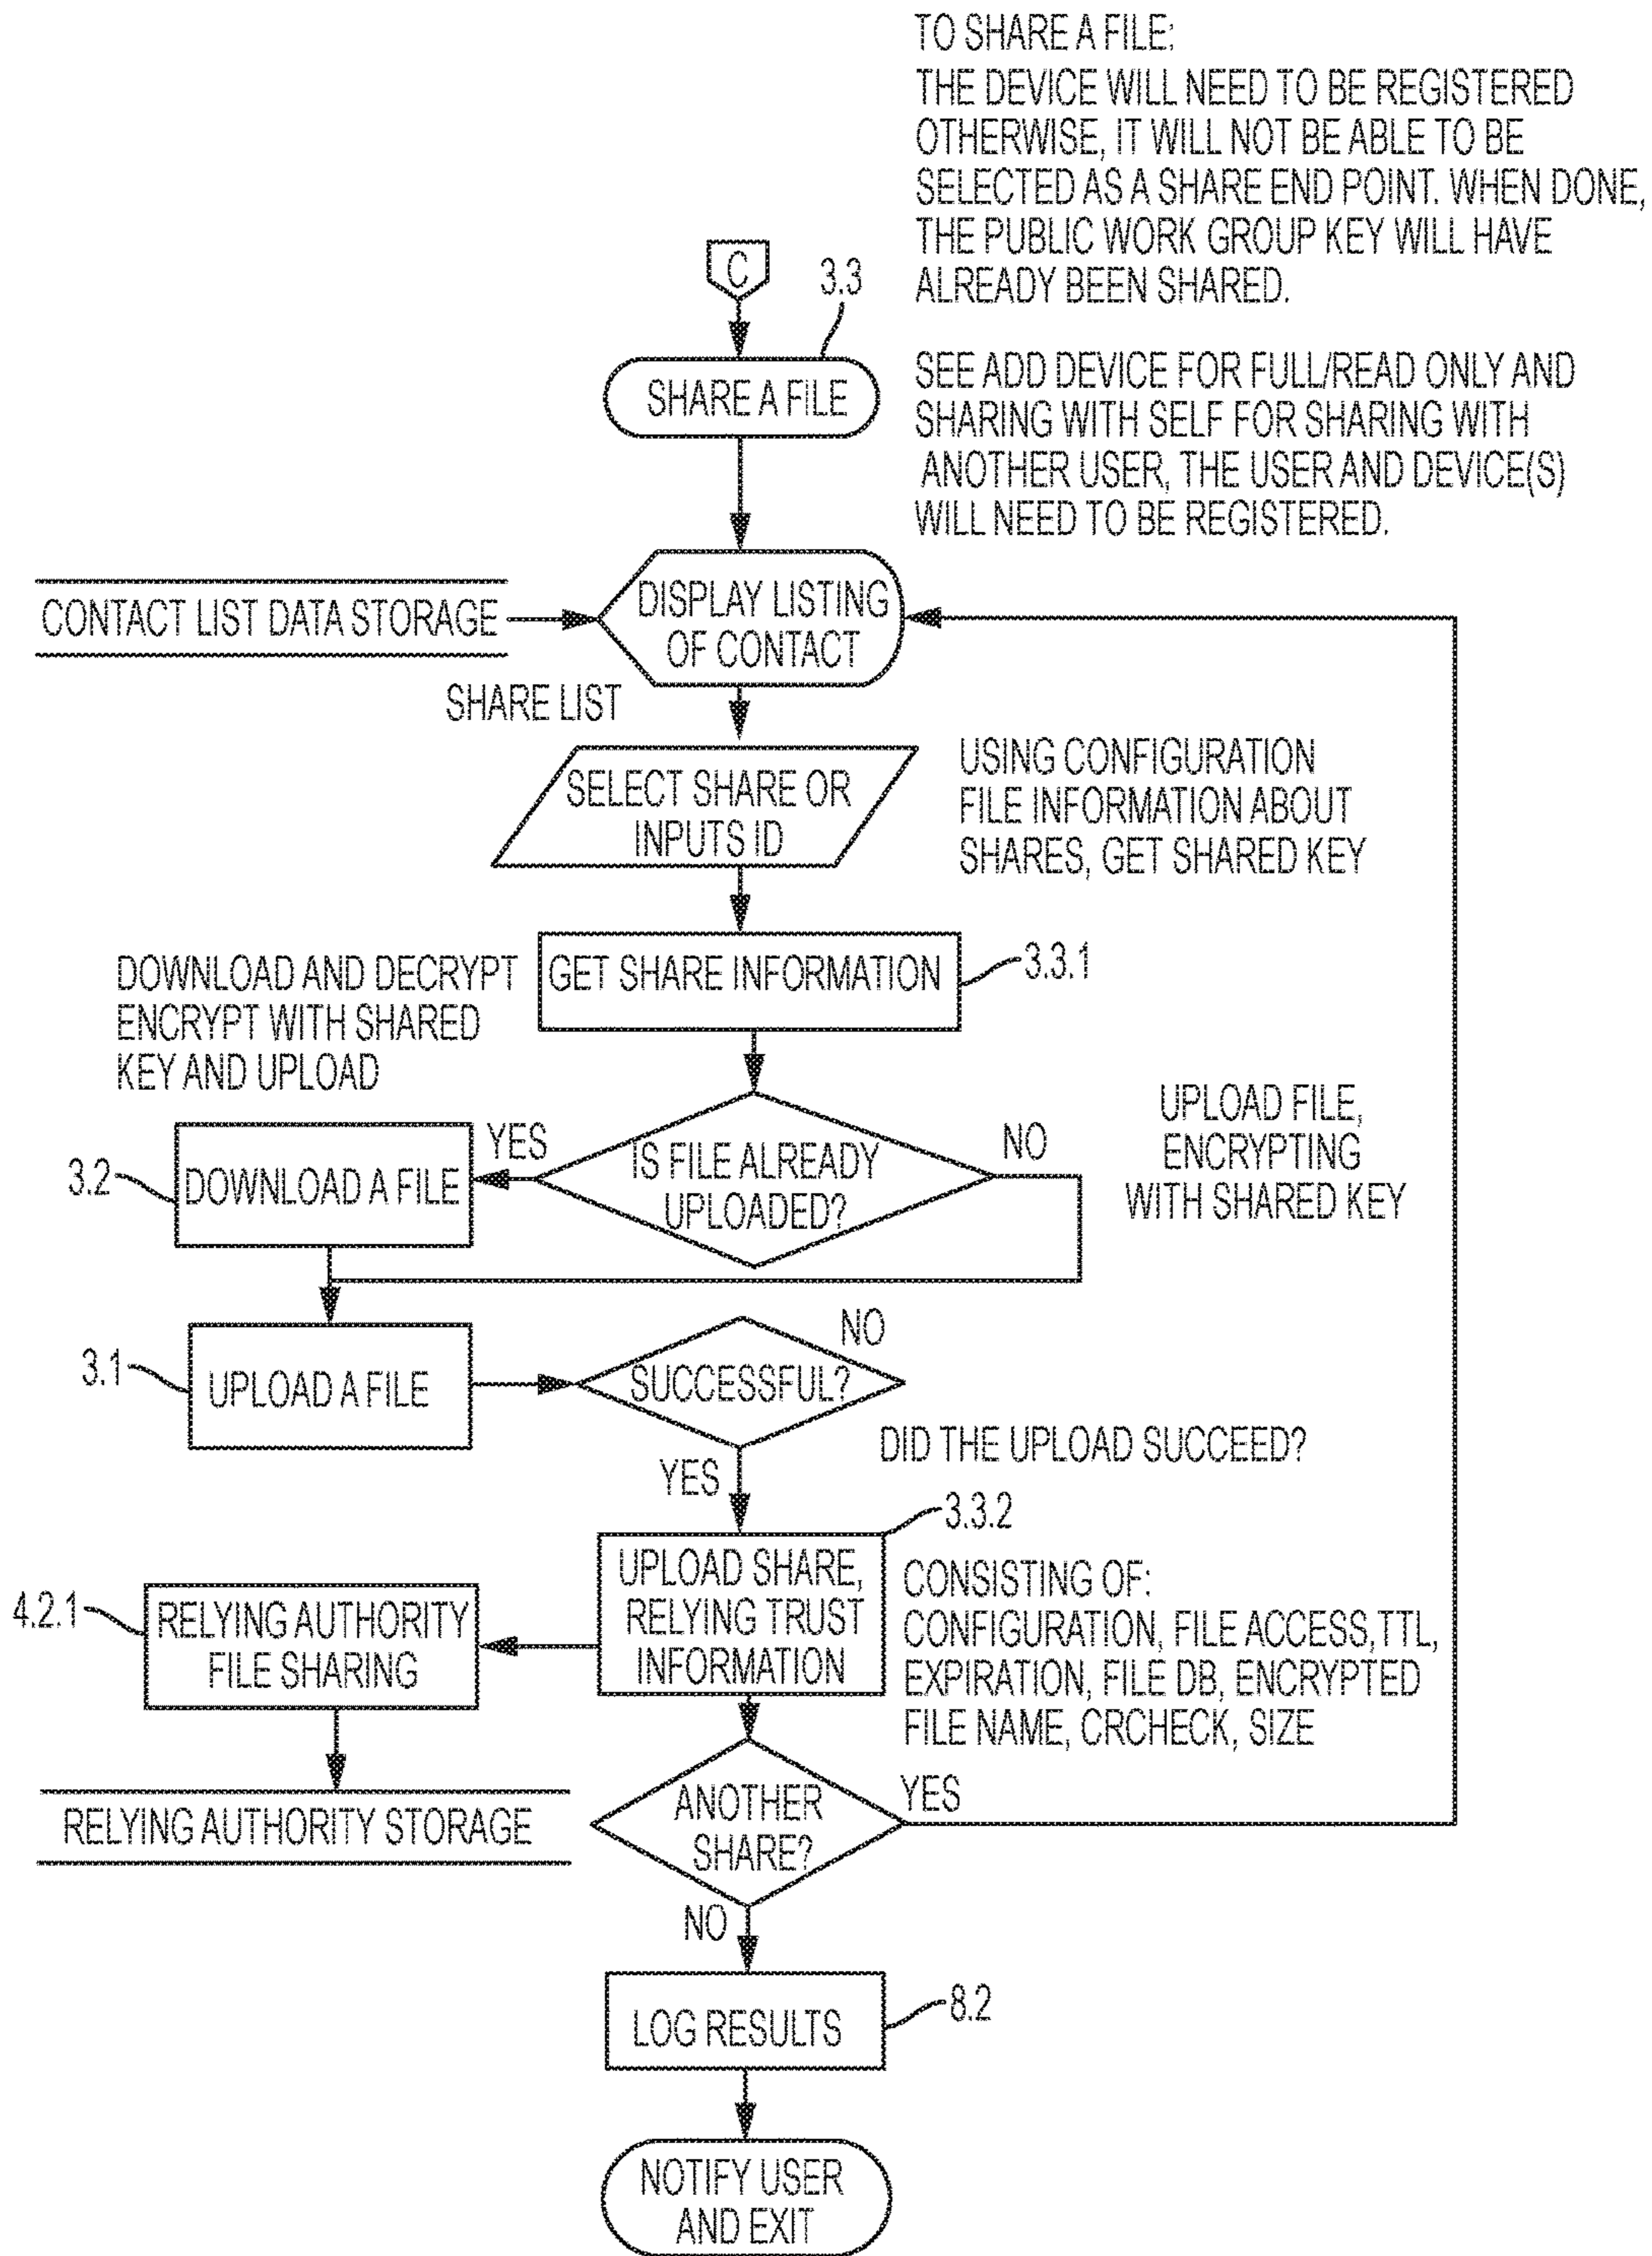 TO SHARE A FILE:
THE DEVICE WILL NEED TO BE REGISTERED
OTHERWISE, IT WILL NOT BE ABLE TO BE
SELECTED AS A SHARE END POINT. WHEN DONE,
THE PUBLIC WORK GROUP KEY WILL HAVE
ALREADY BEEN SHARED.
C
3.3
SHARE A FILE
SEE ADD DEVICE FOR FULL/READ ONLY AND
SHARING WITH SELF FOR SHARING WITH
ANOTHER USER, THE USER AND DEVICE(S)
WILL NEED TO BE REGISTERED.
CONTACT LIST DATA STORAGE
DISPLAY LISTING
OF CONTACT
SHARE LIST
SELECT SHARE OR
INPUTS ID
USING CONFIGURATION
FILE INFORMATION ABOUT
SHARES, GET SHARED KEY
GET SHARE INFORMATION
3.3.1
DOWNLOAD AND DECRYPT
ENCRYPT WITH SHARED
KEY AND UPLOAD
UPLOAD FILE,
ENCRYPTING
WITH SHARED KEY
YES
IS FILE ALREADY
UPLOADED?
NO
3.2
DOWNLOAD A FILE
3.1
UPLOAD A FILE
SUCCESSFUL?
NO
DID THE UPLOAD SUCCEED?
YES
3.3.2
UPLOAD SHARE,
RELYING TRUST
INFORMATION
CONSISTING OF:
CONFIGURATION, FILE ACCESS, TTL,
EXPIRATION, FILE DB, ENCRYPTED
FILE NAME, CRCHECK, SIZE
4.2.1
RELYING AUTHORITY
FILE SHARING
RELYING AUTHORITY STORAGE
ANOTHER
SHARE?
YES
NO
LOG RESULTS
8.2
NOTIFY USER
AND EXIT